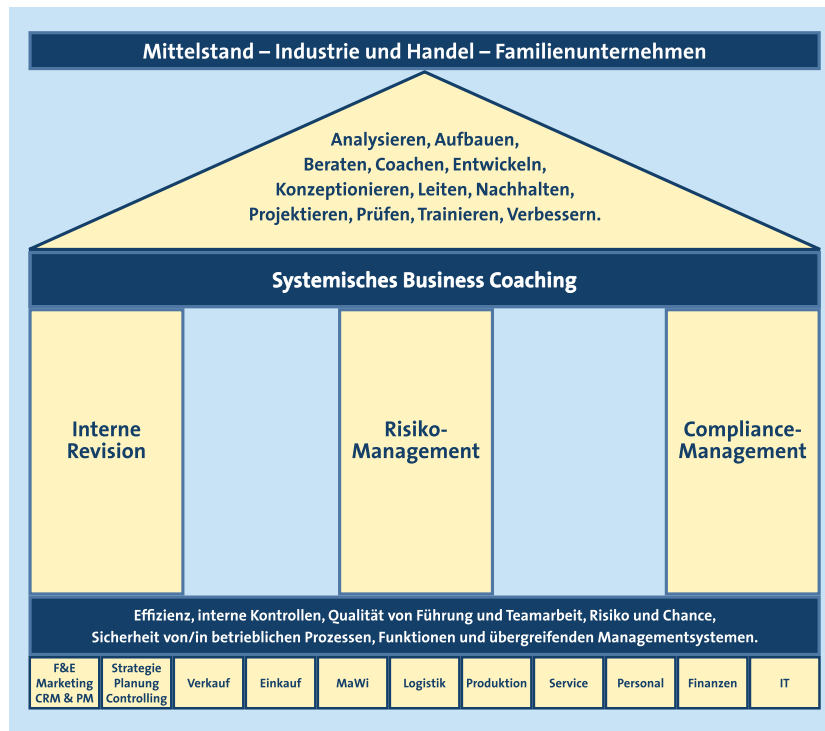 Mittelstand – Industrie und Handel – Familienunternehmen
Analysieren, Aufbauen,
Beraten, Coachen, Entwickeln,
Konzeptionieren, Leiten, Nachhalten,
Projektieren, Prüfen, Trainieren, Verbessern.
Systemisches Business Coaching
Interne
Revision
Risiko-
Management
Compliance-
Management
Effizienz, interne Kontrollen, Qualität von Führung und Teamarbeit, Risiko und Chance,
Sicherheit von/in betrieblichen Prozessen, Funktionen und übergreifenden Managementsystemen.
F&E
Marketing
CRM & PM
Strategie
Planung
Controlling
Verkauf
Einkauf
MaWi
Logistik
Produktion
Service
Personal
Finanzen
IT